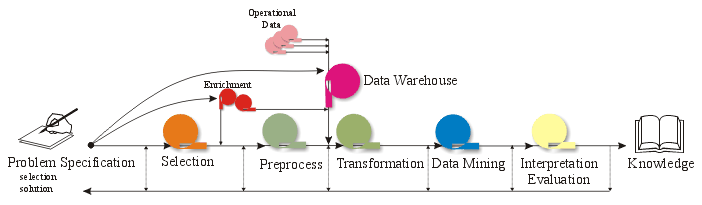 Operational
Data
Data Warehouse
Enrichment
Problem Specification
selection
solution
Selection
Preprocess
Transformation
Data Mining
Interpretation
Evaluation
Knowledge